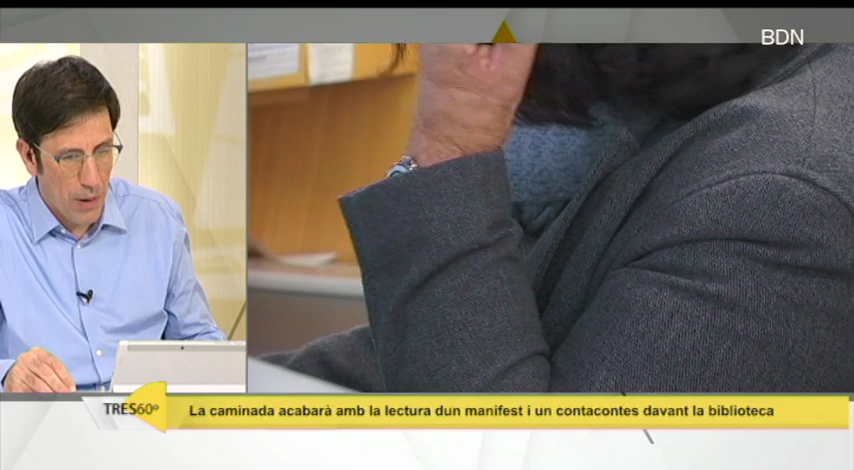 BDN
TRES60º La caminada acabarà amb la lectura dun manifest i un contacontes davant la biblioteca